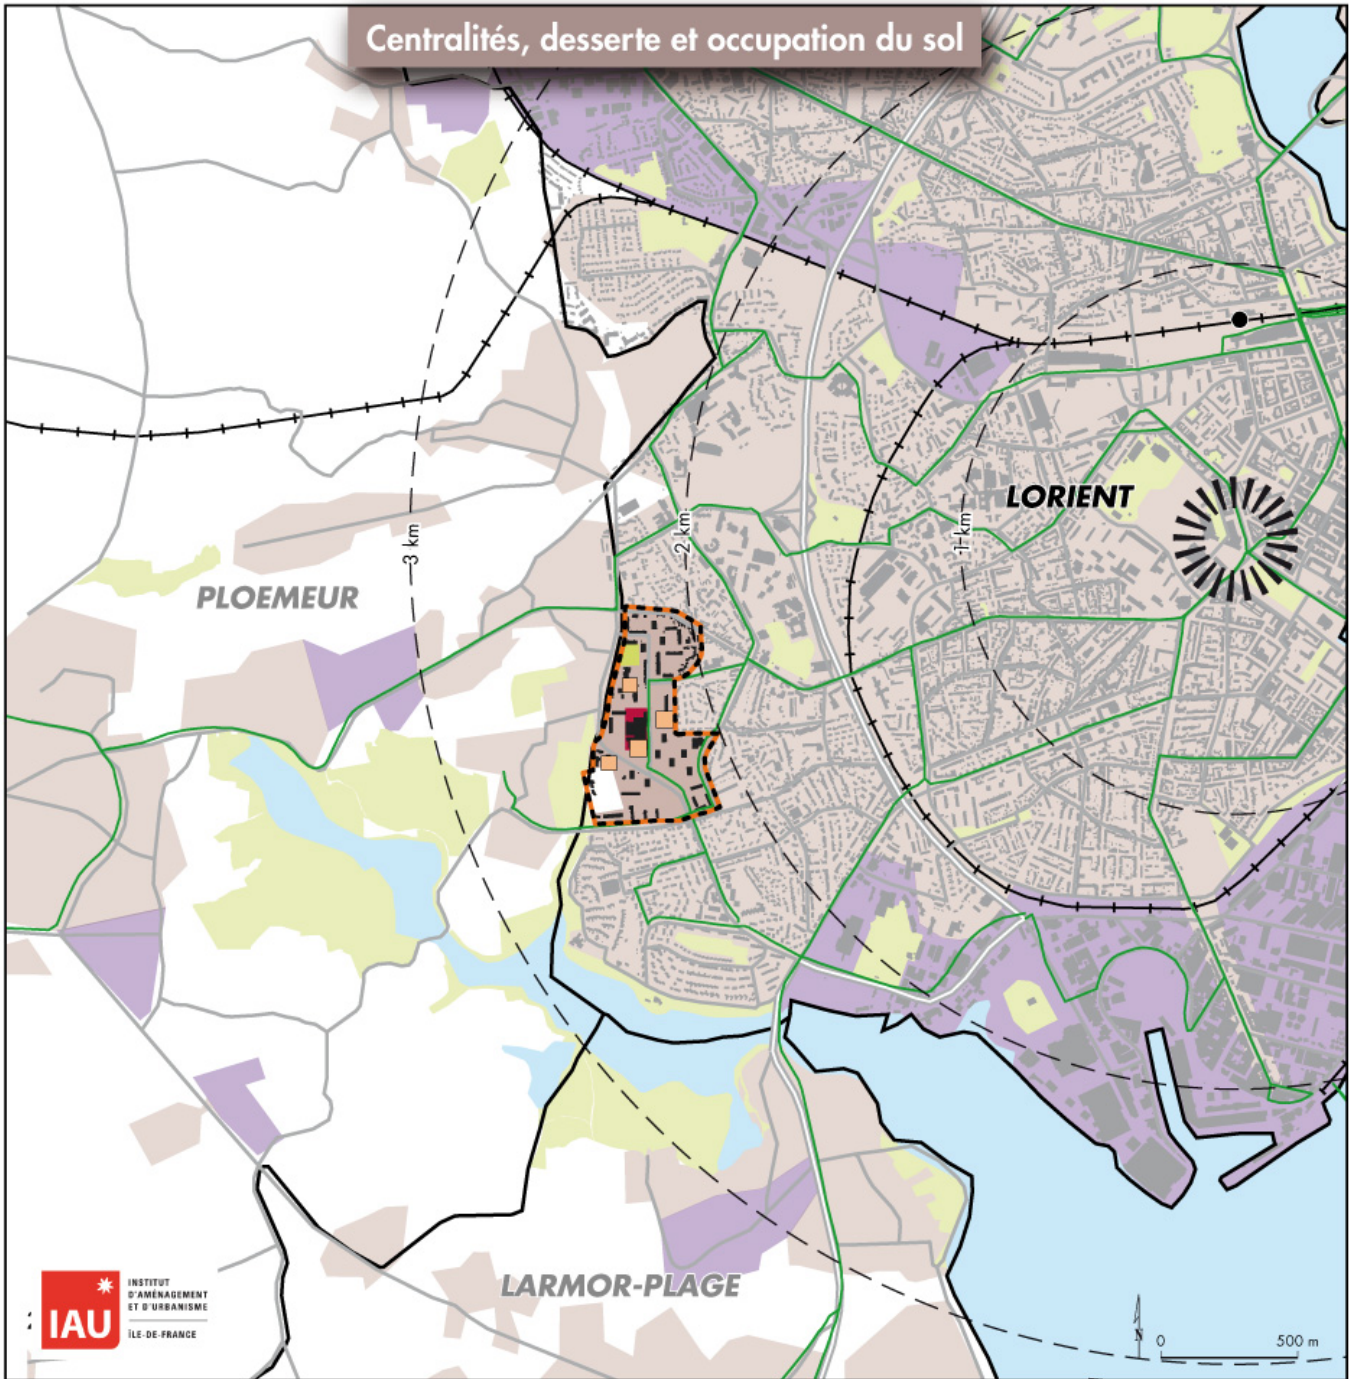 Centralités, desserte et occupation du sol
LORIENT
3 km
2 km
1 km
PLOEMEUR
LARMOR-PLAGE
IAU
INSTITUT
D'AMÉNAGEMENT
ET D'URBANISME
ÎLE-DE-FRANCE
N
0 500 m